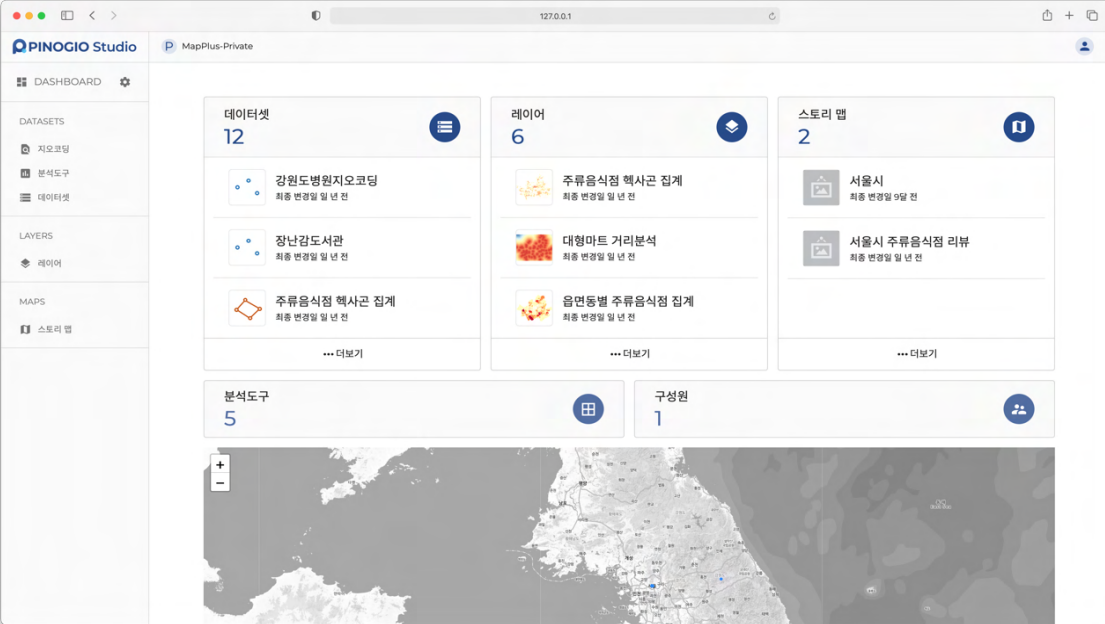 127.0.0.1
PINOGIO Studio
P MapPlus-Private
DASHBOARD
DATASETS
지오코딩
분석도구
데이터셋
LAYERS
레이어
MAPS
스토리 맵
데이터셋
12
강원도병원지오코딩
최종 변경일 일 년 전
장난감도서관
최종 변경일 일 년 전
주류음식점 헥사곤 집계
최종 변경일 일 년 전
••• 더보기
레이어
6
주류음식점 헥사곤 집계
최종 변경일 일 년 전
대형마트 거리분석
최종 변경일 일 년 전
읍면동별 주류음식점 집계
최종 변경일 일 년 전
••• 더보기
스토리 맵
2
서울시
최종 변경일 9달 전
서울시 주류음식점 리뷰
최종 변경일 일 년 전
••• 더보기
분석도구
5
구성원
1
+
−